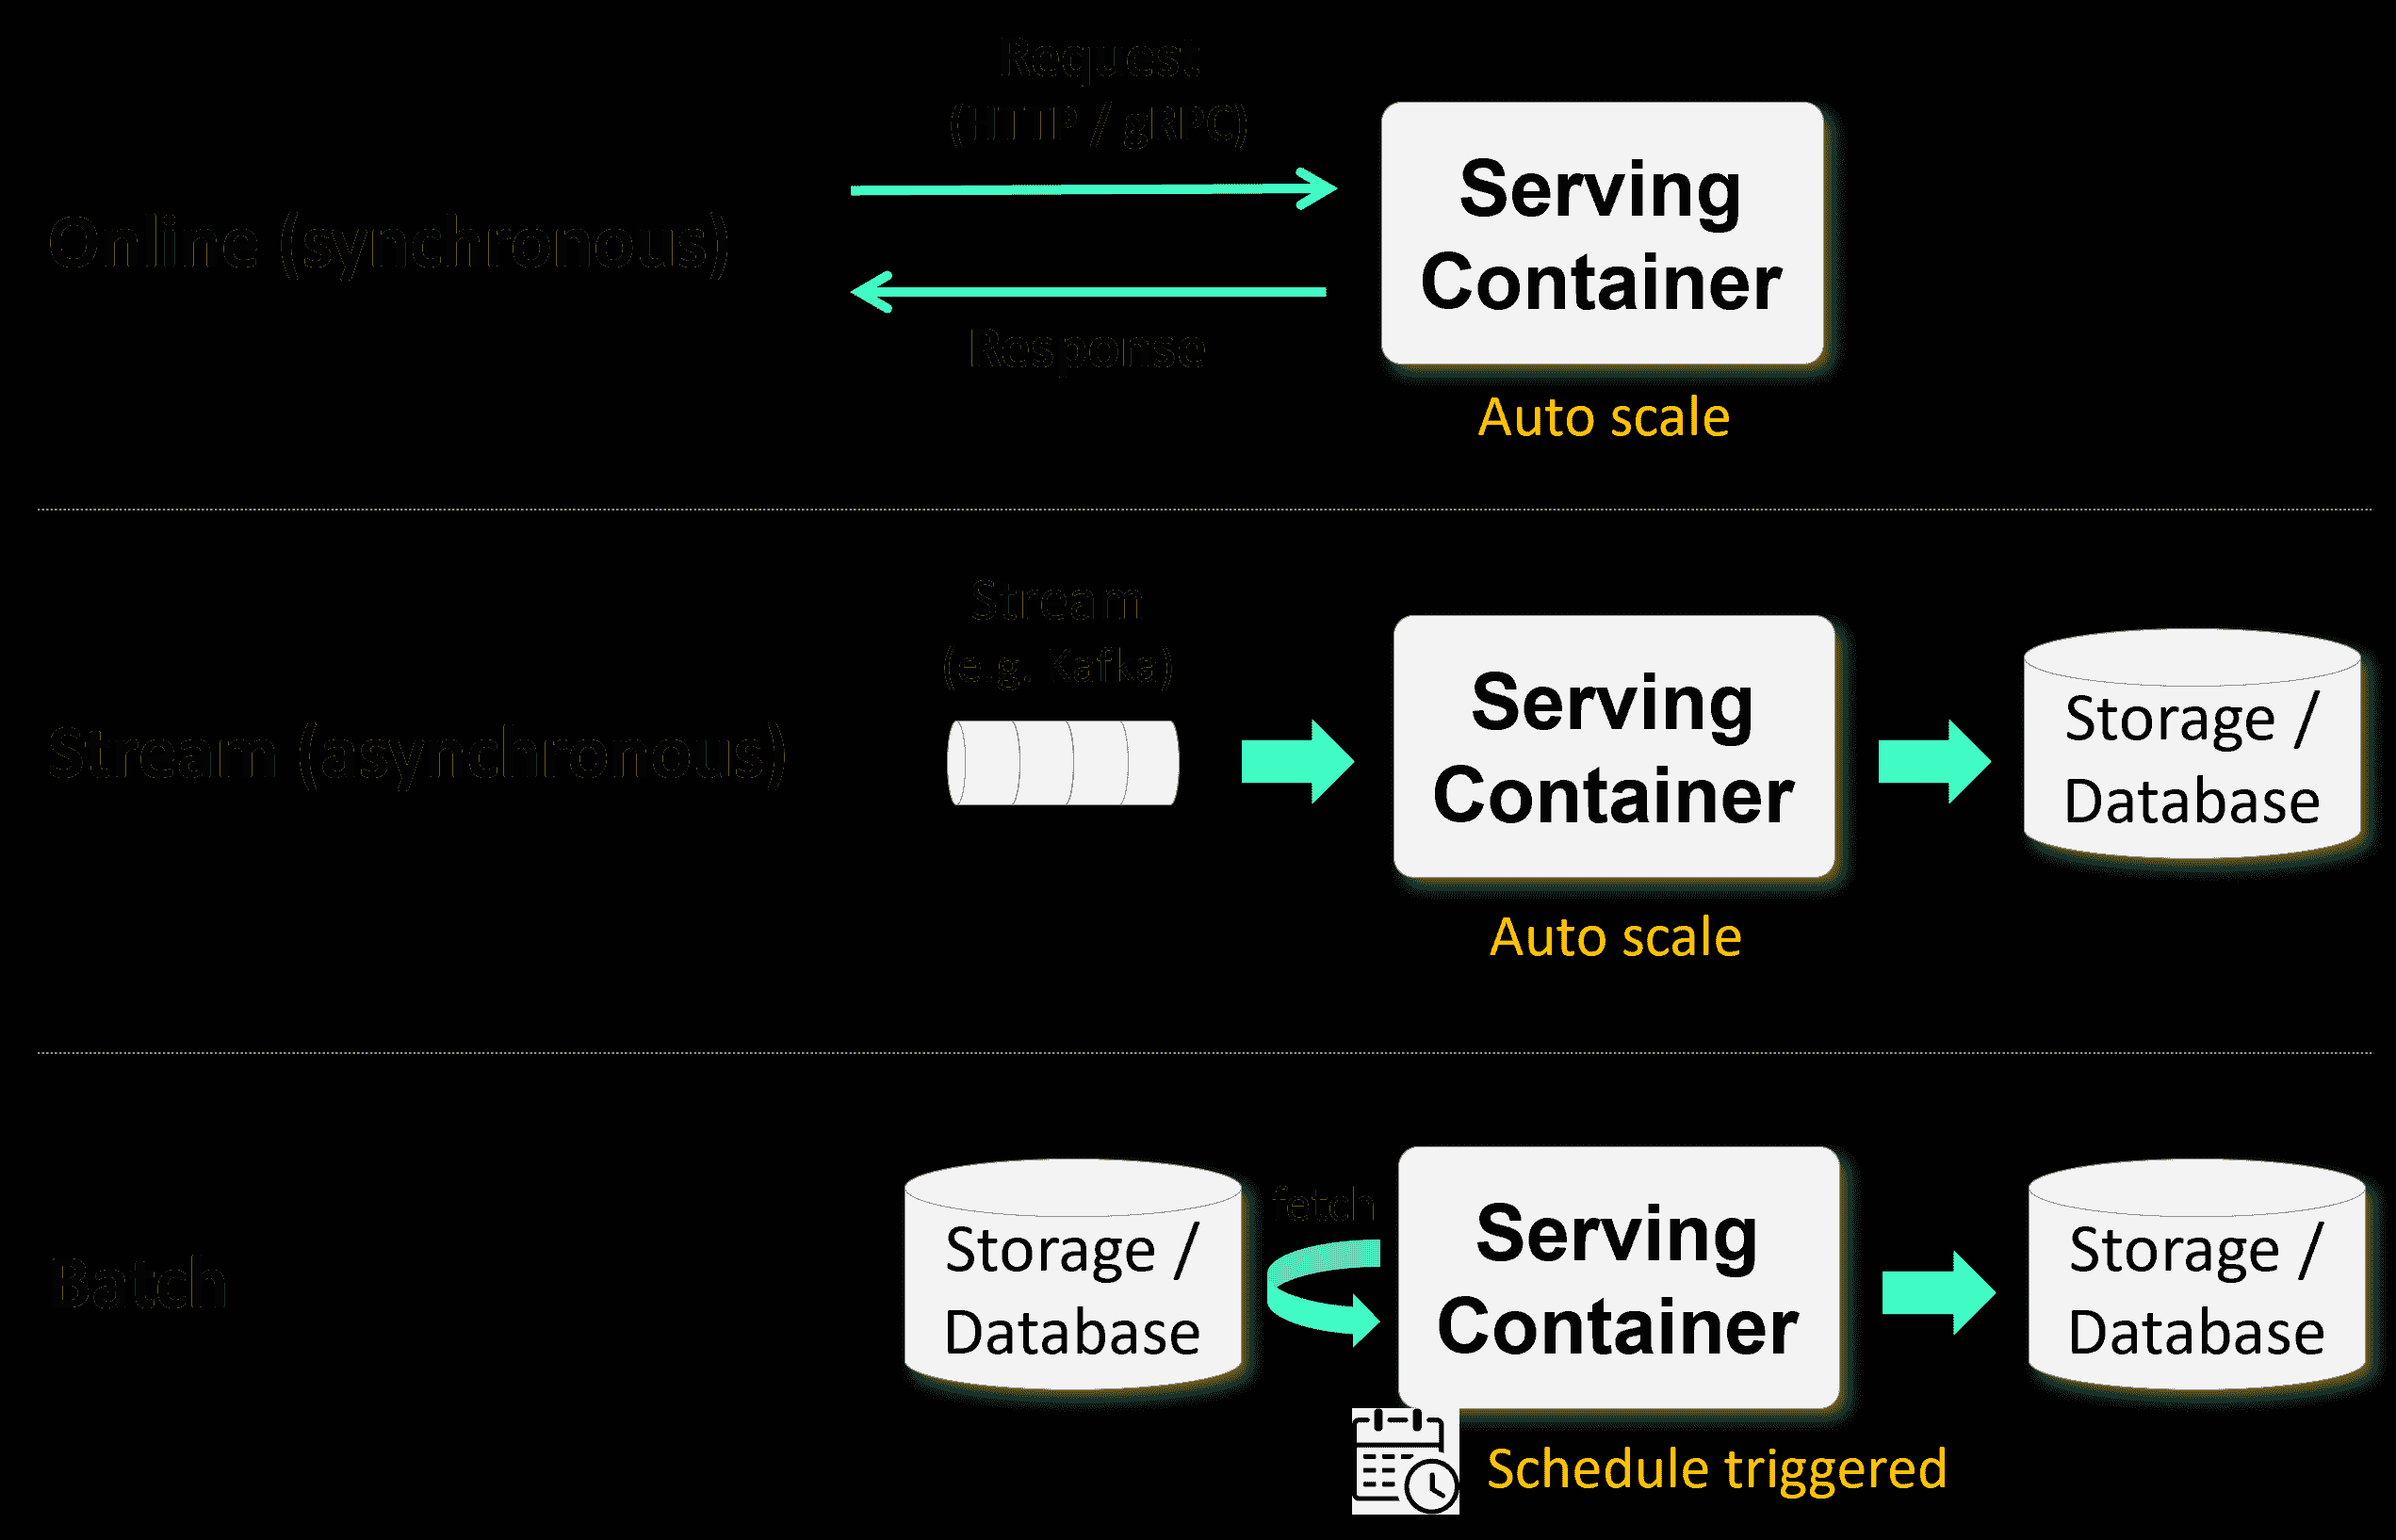 Request
(HTTP / gRPC)
Online (synchronous)
Serving
Container
Response
Auto scale
Stream
(e.g. Kafka)
Stream (asynchronous)
Serving
Container
Storage /
Database
Auto scale
Batch
Storage /
Database
fetch
Serving
Container
Storage /
Database
Schedule triggered